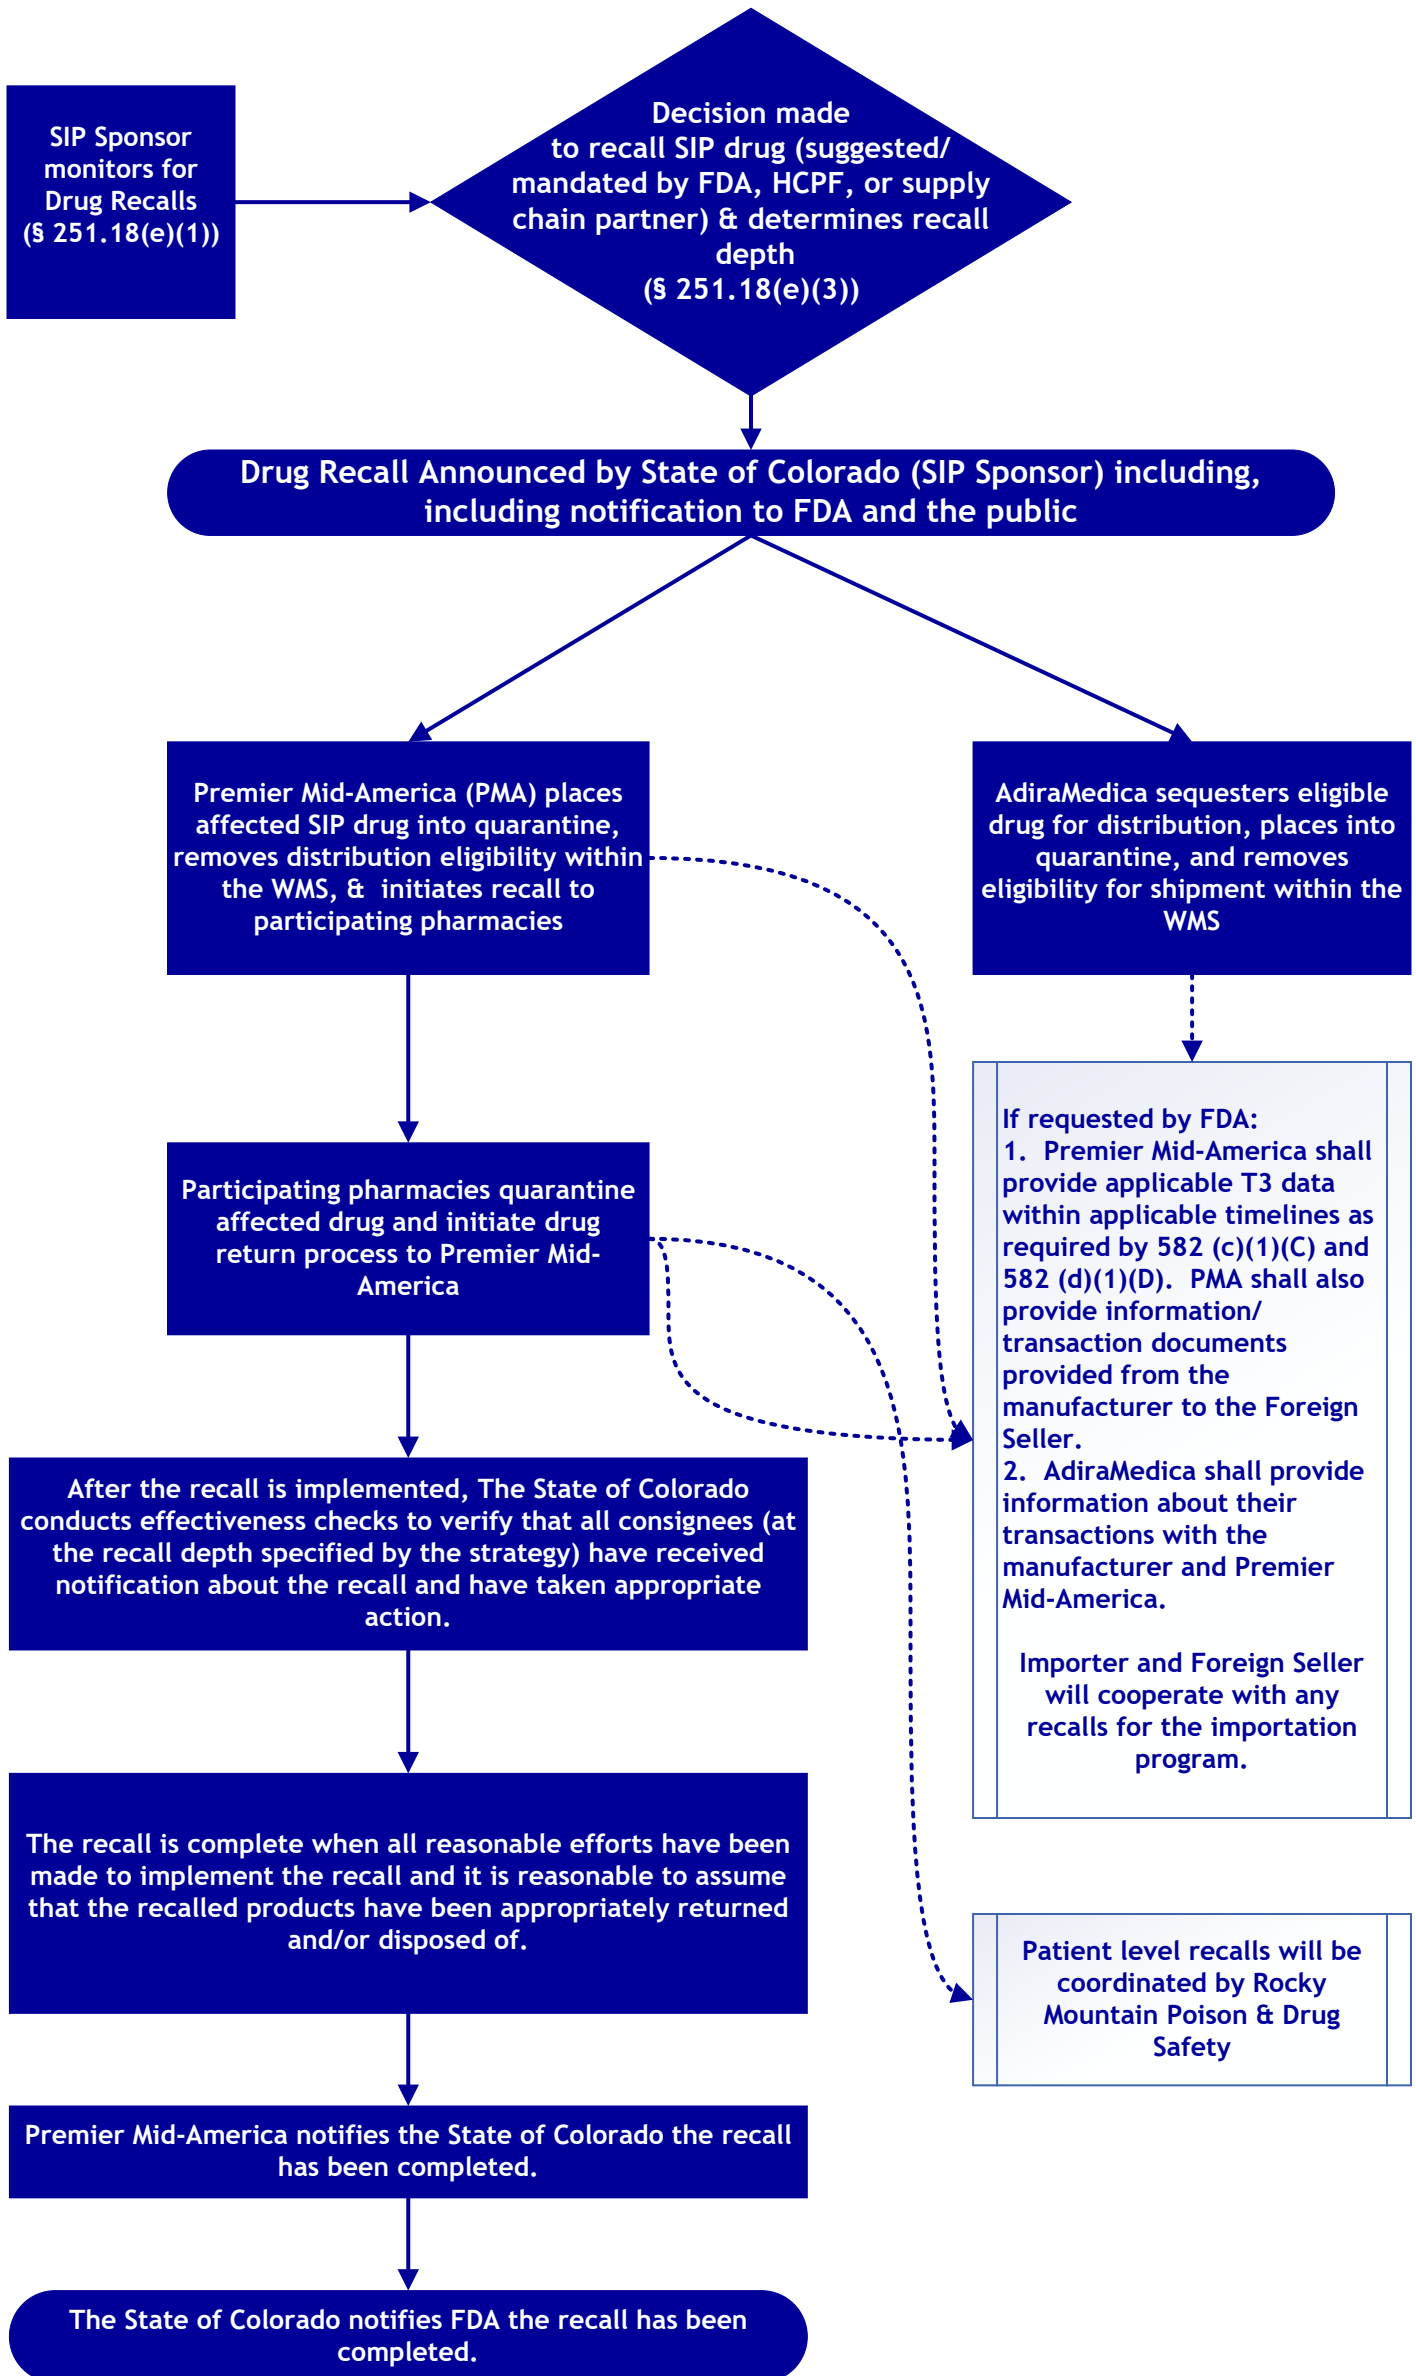 SIP Sponsor
monitors for
Drug Recalls
(§ 251.18(e)(1))
Decision made
to recall SIP drug (suggested/
mandated by FDA, HCPF, or supply
chain partner) & determines recall
depth
(§ 251.18(e)(3))
Drug Recall Announced by State of Colorado (SIP Sponsor) including,
including notification to FDA and the public
Premier Mid-America (PMA) places
affected SIP drug into quarantine,
removes distribution eligibility within
the WMS, & initiates recall to
participating pharmacies
AdiraMedica sequesters eligible
drug for distribution, places into
quarantine, and removes
eligibility for shipment within the
WMS
Participating pharmacies quarantine
affected drug and initiate drug
return process to Premier Mid-
America
If requested by FDA:
1. Premier Mid-America shall
provide applicable T3 data
within applicable timelines as
required by 582 (c)(1)(C) and
582 (d)(1)(D). PMA shall also
provide information/
transaction documents
provided from the
manufacturer to the Foreign
Seller.
2. AdiraMedica shall provide
information about their
transactions with the
manufacturer and Premier
Mid-America.
Importer and Foreign Seller
will cooperate with any
recalls for the importation
program.
After the recall is implemented, The State of Colorado
conducts effectiveness checks to verify that all consignees (at
the recall depth specified by the strategy) have received
notification about the recall and have taken appropriate
action.
The recall is complete when all reasonable efforts have been
made to implement the recall and it is reasonable to assume
that the recalled products have been appropriately returned
and/or disposed of.
Patient level recalls will be
coordinated by Rocky
Mountain Poison & Drug
Safety
Premier Mid-America notifies the State of Colorado the recall
has been completed.
The State of Colorado notifies FDA the recall has been
completed.